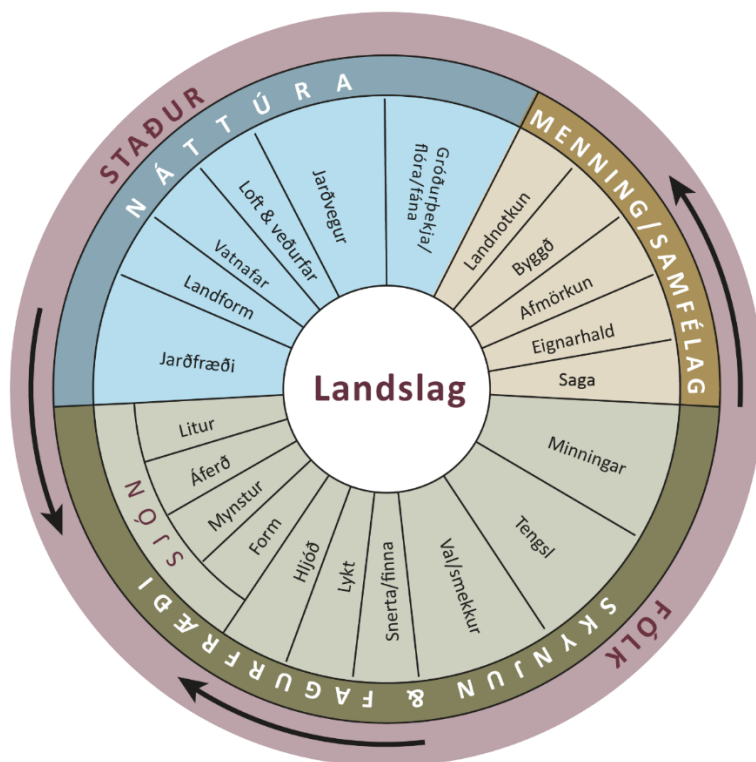 STAÐUR
NÁTTÚRA
MENNING/SAMFÉLAG
Gróðurþekja/
flóra/fána
Jarðvegur
Loft & veðurfar
Vatnafar
Landform
Jarðfræði
Landnotkun
Byggð
Afmörkun
Eignarhald
Saga
Landslag
Litur
Áferð
Mynstur
Form
SJÓN
Hljóð
Lykt
Snerta/finna
Val/smekkur
Tengsl
Minningar
SKYNJUN & FAGURFRÆÐI
FÓLK